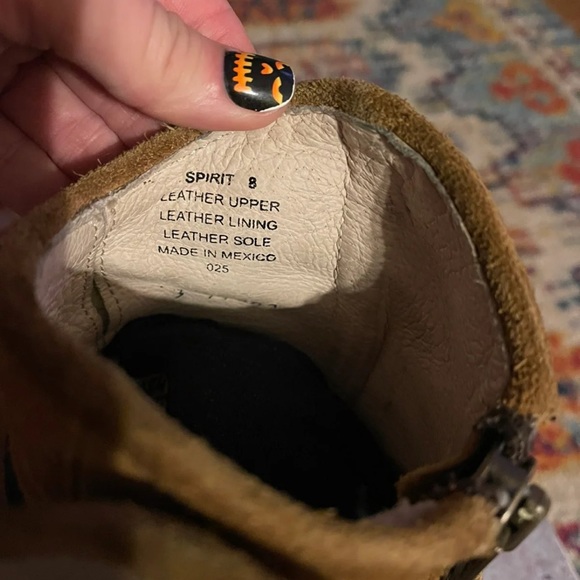 SPIRIT 8
LEATHER UPPER
LEATHER LINING
LEATHER SOLE
MADE IN MEXICO
025